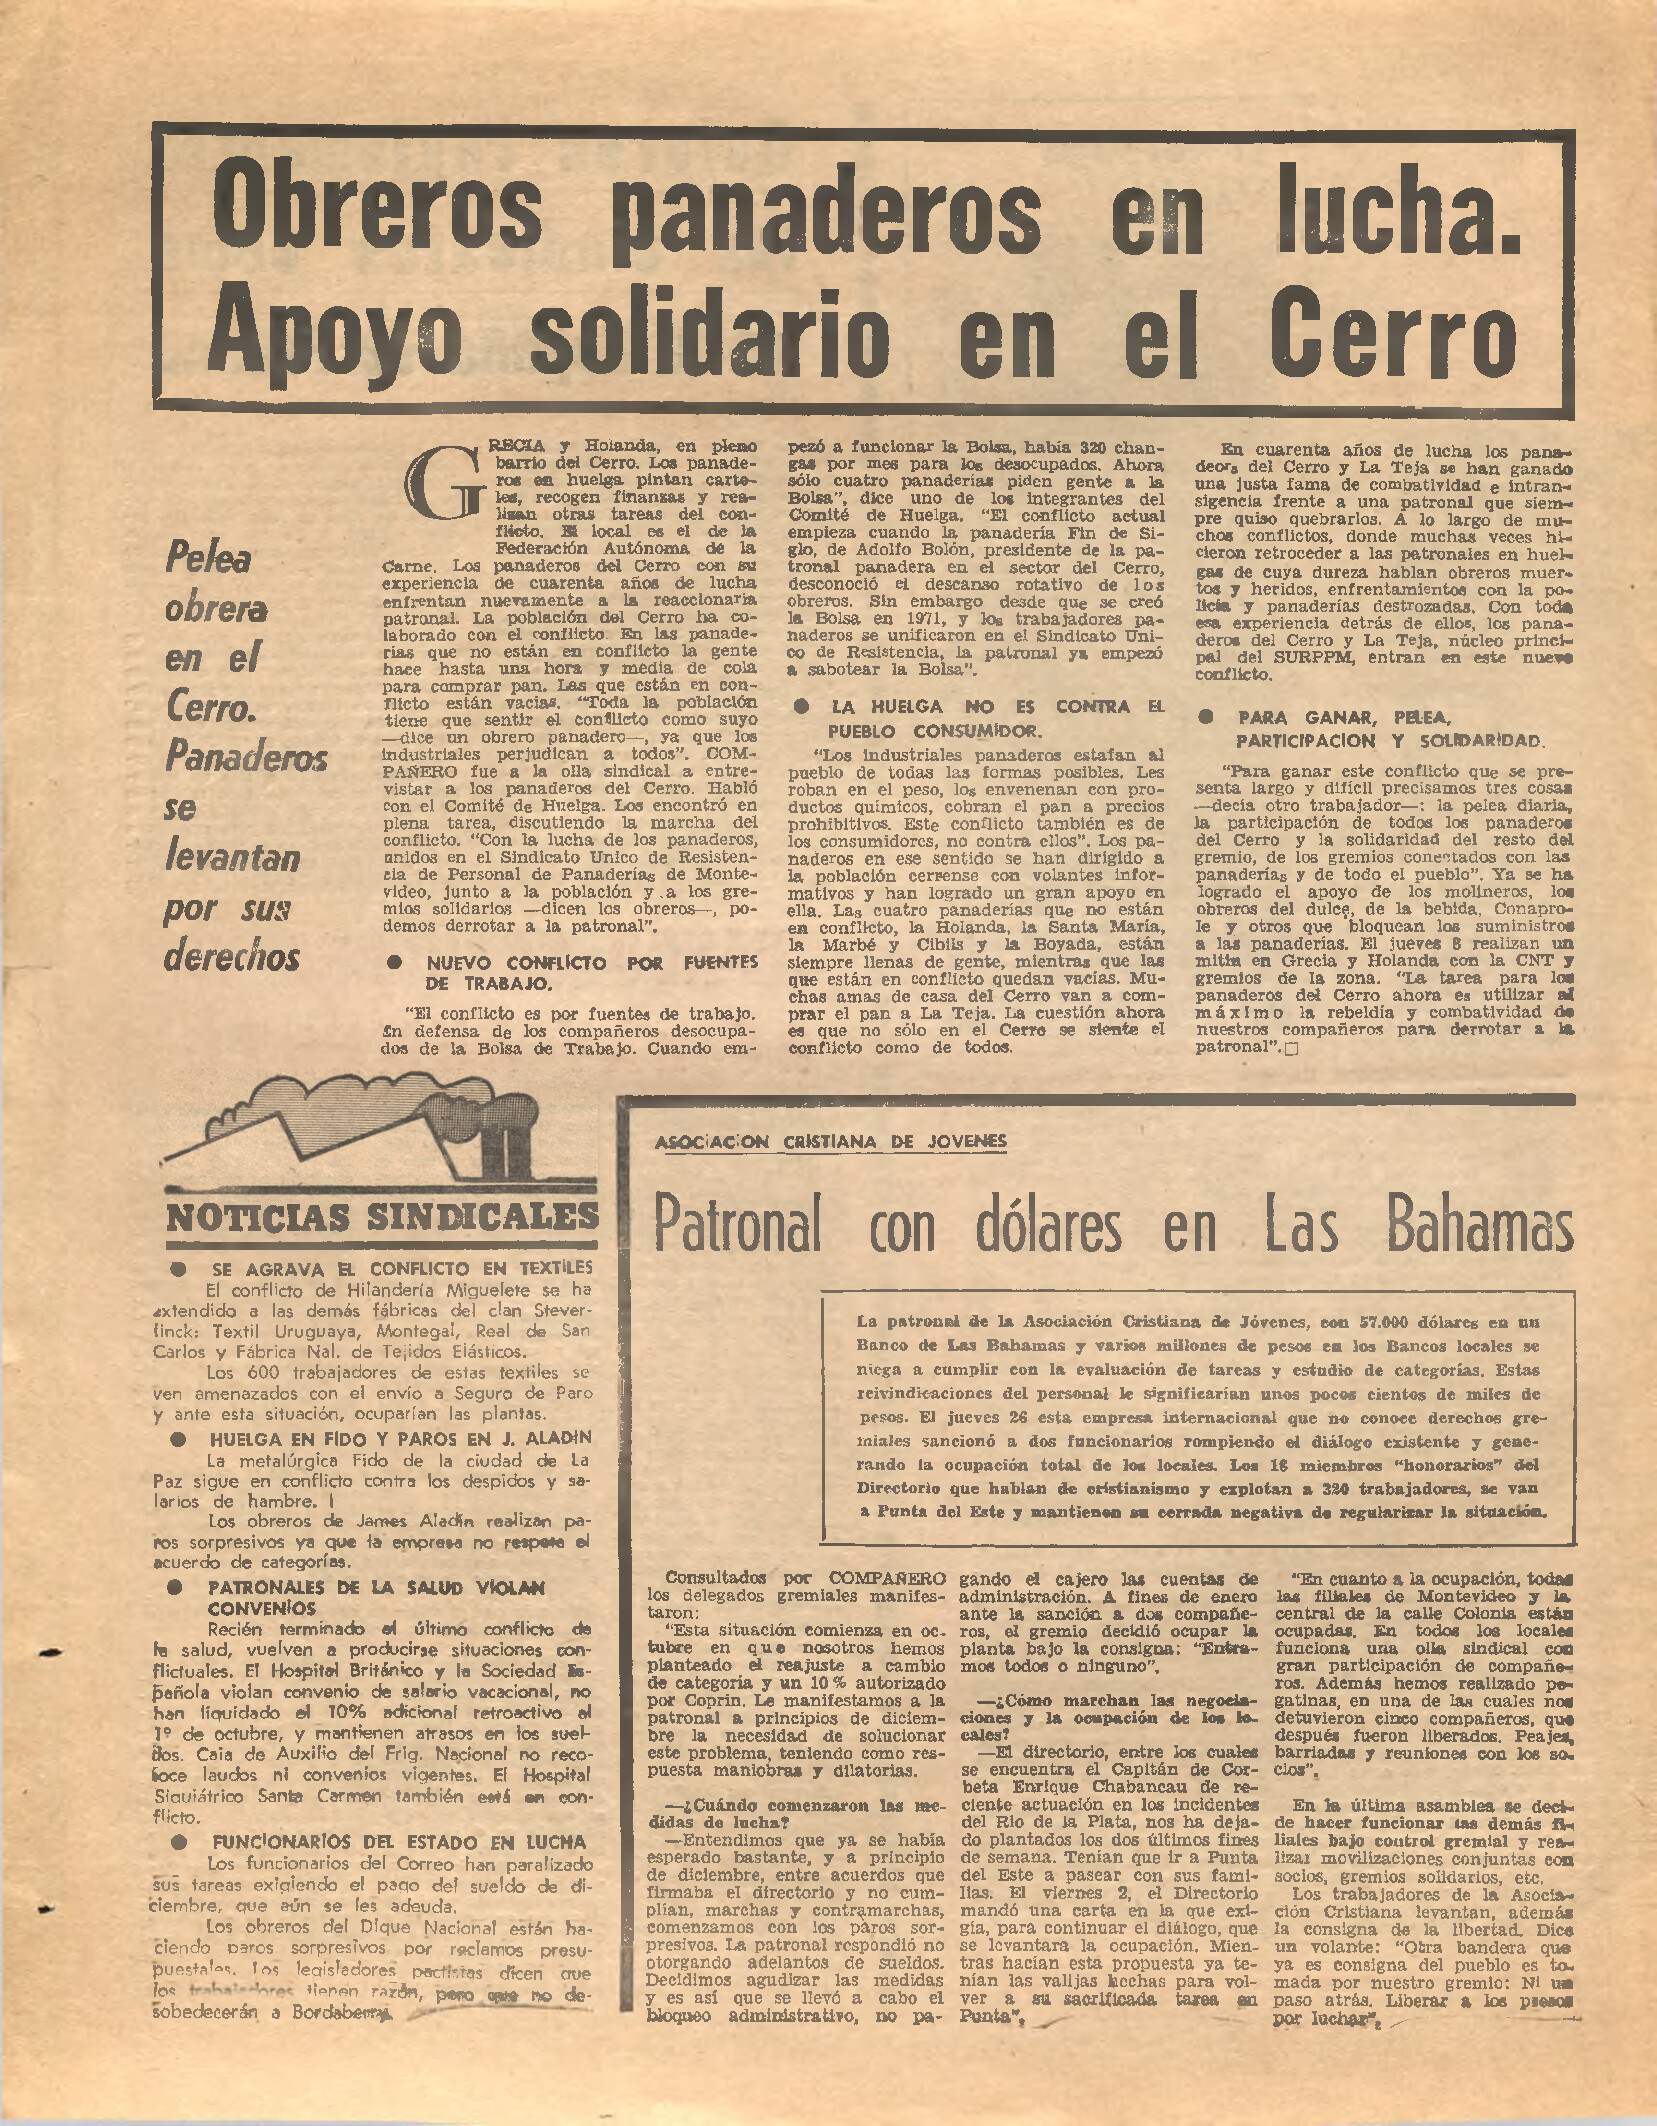 Obreros panaderos en lucha.
Apoyo solidario en el Cerro
Pelea
obrera
en el
Cerro.
Panaderos
se
levantan
por sus
derechos
GRECIA y Holanda, en pleno
barrio del Cerro. Los panade-
ros en huelga pintan carte-
les, recogen finanzas y rea-
lizan otras tareas del con-
flicto. El local es el de la
Federación Autónoma de la
Carne. Los panaderos del Cerro con su
experiencia de cuarenta años de lucha
enfrentan nuevamente a la reaccionaria
patronal. La población del Cerro ha co-
laborado con el conflicto. En las panade-
rías que no están en conflicto la gente
hace hasta una hora y media de cola
para comprar pan. Las que están en con-
flicto están vacías. "Toda la población
tiene que sentir el conflicto como suyo
—dice un obrero panadero—, ya que los
industriales perjudican a todos". COM-
PAÑERO fue a la olla sindical a entre-
vistar a los panaderos del Cerro. Habló
con el Comité de Huelga. Los encontró en
plena tarea, discutiendo la marcha del
conflicto. "Con la lucha de los panaderos,
unidos en el Sindicato Unico de Resisten-
cia de Personal de Panaderías de Monte-
video, junto a la población y a los gre-
mios solidarios —dicen los obreros—, po-
demos derrotar a la patronal".
● NUEVO CONFLICTO POR FUENTES
DE TRABAJO.
"El conflicto es por fuentes de trabajo.
En defensa de los compañeros desocupa-
dos de la Bolsa de Trabajo. Cuando em-
pezó a funcionar la Bolsa, había 320 chan-
gas por mes para los desocupados. Ahora
sólo cuatro panaderías piden gente a la
Bolsa", dice uno de los integrantes del
Comité de Huelga. "El conflicto actual
empieza cuando la panadería Fin de Si-
glo, de Adolfo Bolón, presidente de la pa-
tronal panadera en el sector del Cerro,
desconoció el descanso rotativo de los
obreros. Sin embargo desde que se creó
la Bolsa en 1971, y los trabajadores pa-
naderos se unificaron en el Sindicato Uni-
co de Resistencia, la patronal ya empezó
a sabotear la Bolsa".
● LA HUELGA NO ES CONTRA EL
PUEBLO CONSUMIDOR.
"Los industriales panaderos estafan al
pueblo de todas las formas posibles. Les
roban en el peso, los envenenan con pro-
ductos químicos, cobran el pan a precios
prohibitivos. Este conflicto también es de
los consumidores, no contra ellos". Los pa-
naderos en ese sentido se han dirigido a
la población cerrense con volantes infor-
mativos y han logrado un gran apoyo en
ella. Las cuatro panaderías que no están
en conflicto, la Holanda, la Santa María,
la Marbé y Cibils y la Boyada, están
siempre llenas de gente, mientras que las
que están en conflicto quedan vacías. Mu-
chas amas de casa del Cerro van a com-
prar el pan a La Teja. La cuestión ahora
es que no sólo en el Cerro se siente el
conflicto como de todos.
En cuarenta años de lucha los pana-
deors del Cerro y La Teja se han ganado
una justa fama de combatividad e intran-
sigencia frente a una patronal que siem-
pre quiso quebrarlos. A lo largo de mu-
chos conflictos, donde muchas veces hi-
cieron retroceder a las patronales en huel-
gas de cuya dureza hablan obreros muer-
tos y heridos, enfrentamientos con la po-
licía y panaderías destrozadas. Con toda
esa experiencia detrás de ellos, los pana-
deros del Cerro y La Teja, núcleo princi-
pal del SURPPM, entran en este nuevo
conflicto.
● PARA GANAR, PELEA,
PARTICIPACION Y SOLIDARIDAD.
"Para ganar este conflicto que se pre-
senta largo y difícil precisamos tres cosas
—decía otro trabajador—: la pelea diaria,
la participación de todos los panaderos
del Cerro y la solidaridad del resto del
gremio, de los gremios conectados con las
panaderías y de todo el pueblo". Ya se ha
logrado el apoyo de los molineros, los
obreros del dulce, de la bebida, Conapro-
le y otros que bloquean los suministros
a las panaderías. El jueves 8 realizan un
mitin en Grecia y Holanda con la CNT y
gremios de la zona. "La tarea para los
panaderos del Cerro ahora es utilizar al
máximo la rebeldía y combatividad de
nuestros compañeros para derrotar a la
patronal".□
NOTICIAS SINDICALES
● SE AGRAVA EL CONFLICTO EN TEXTILES
El conflicto de Hilandería Miguelete se ha
extendido a las demás fábricas del clan Stever-
linck: Textil Uruguaya, Montegal, Real de San
Carlos y Fábrica Nal. de Tejidos Elásticos.
Los 600 trabajadores de estas textiles se
ven amenazados con el envío a Seguro de Paro
y ante esta situación, ocuparían las plantas.
● HUELGA EN FIDO Y PAROS EN J. ALADIN
La metalúrgica Fido de la ciudad de La
Paz sigue en conflicto contra los despidos y sa-
larios de hambre.
Los obreros de James Aladin realizan pa-
ros sorpresivos ya que la empresa no respeta el
acuerdo de categorías.
● PATRONALES DE LA SALUD VIOLAN
CONVENIOS
Recién terminado el último conflicto de
la salud, vuelven a producirse situaciones con-
flictuales. El Hospital Británico y la Sociedad Es-
pañola violan convenio de salario vacacional, no
han liquidado el 10% adicional retroactivo al
1º de octubre, y mantienen atrasos en los suel-
dos. Caja de Auxilio del Frig. Nacional no reco-
noce laudos ni convenios vigentes. El Hospital
Siquiátrico Santa Carmen también está en con-
flicto.
● FUNCIONARIOS DEL ESTADO EN LUCHA
Los funcionarios del Correo han paralizado
sus tareas exigiendo el pago del sueldo de di-
ciembre, que aún se les adeuda.
Los obreros del Dique Nacional están ha-
ciendo paros sorpresivos por reclamos presu-
puestales. Los legisladores pactistas dicen que
los trabajadores tienen razón, pero que no de-
sobedecerán a Bordaberry.
ASOCIACION CRISTIANA DE JOVENES
Patronal con dólares en Las Bahamas
La patronal de la Asociación Cristiana de Jóvenes, con 57.000 dólares en un
Banco de Las Bahamas y varios millones de pesos en los Bancos locales se
niega a cumplir con la evaluación de tareas y estudio de categorías. Estas
reivindicaciones del personal le significarían unos pocos cientos de miles de
pesos. El jueves 26 esta empresa internacional que no conoce derechos gre-
miales sancionó a dos funcionarios rompiendo el diálogo existente y gene-
rando la ocupación total de los locales. Los 16 miembros "honorarios" del
Directorio que hablan de cristianismo y explotan a 320 trabajadores, se van
a Punta del Este y mantienen su cerrada negativa de regularizar la situación.
Consultados por COMPAÑERO
los delegados gremiales manifes-
taron:
"Esta situación comienza en oc-
tubre en que nosotros hemos
planteado el reajuste a cambio
de categoría y un 10% autorizado
por Coprin. Le manifestamos a la
patronal a principios de diciem-
bre la necesidad de solucionar
este problema, teniendo como res-
puesta maniobras y dilatorias.
—¿Cuándo comenzaron las me-
didas de lucha?
—Entendimos que ya se había
esperado bastante, y a principio
de diciembre, entre acuerdos que
firmaba el directorio y no cum-
plían, marchas y contramarchas,
comenzamos con los paros sor-
presivos. La patronal respondió no
otorgando adelantos de sueldos.
Decidimos agudizar las medidas
y es así que se llevó a cabo el
bloqueo administrativo, no pa-
gando el cajero las cuentas de
administración. A fines de enero
ante la sanción a dos compañe-
ros, el gremio decidió ocupar la
planta bajo la consigna: "Entra-
mos todos o ninguno".
—¿Cómo marchan las negocia-
ciones y la ocupación de los lo-
cales?
—El directorio, entre los cuales
se encuentra el Capitán de Cor-
beta Enrique Chabancau de re-
ciente actuación en los incidentes
del Río de la Plata, nos ha deja-
do plantados los dos últimos fines
de semana. Tenían que ir a Punta
del Este a pasear con sus fami-
lias. El viernes 2, el Directorio
mandó una carta en la que exi-
gía, para continuar el diálogo, que
se levantara la ocupación. Mien-
tras hacían esta propuesta ya te-
nían las valijas hechas para vol-
ver a su sacrificada tarea en
Punta".
"En cuanto a la ocupación, todas
las filiales de Montevideo y la
central de la calle Colonia están
ocupadas. En todos los locales
funciona una olla sindical con
gran participación de compañe-
ros. Además hemos realizado pe-
gatinas, en una de las cuales nos
detuvieron cinco compañeros, que
después fueron liberados. Peajes,
barriadas y reuniones con los so-
cios".
En la última asamblea se deci-
de hacer funcionar las demás fi-
liales bajo control gremial y rea-
lizar movilizaciones conjuntas con
socios, gremios solidarios, etc.
Los trabajadores de la Asocia-
ción Cristiana levantan, además
la consigna de la libertad. Dice
un volante: "Otra bandera que
ya es consigna del pueblo es to-
mada por nuestro gremio: Ni un
paso atrás. Liberar a los presos
por luchar".